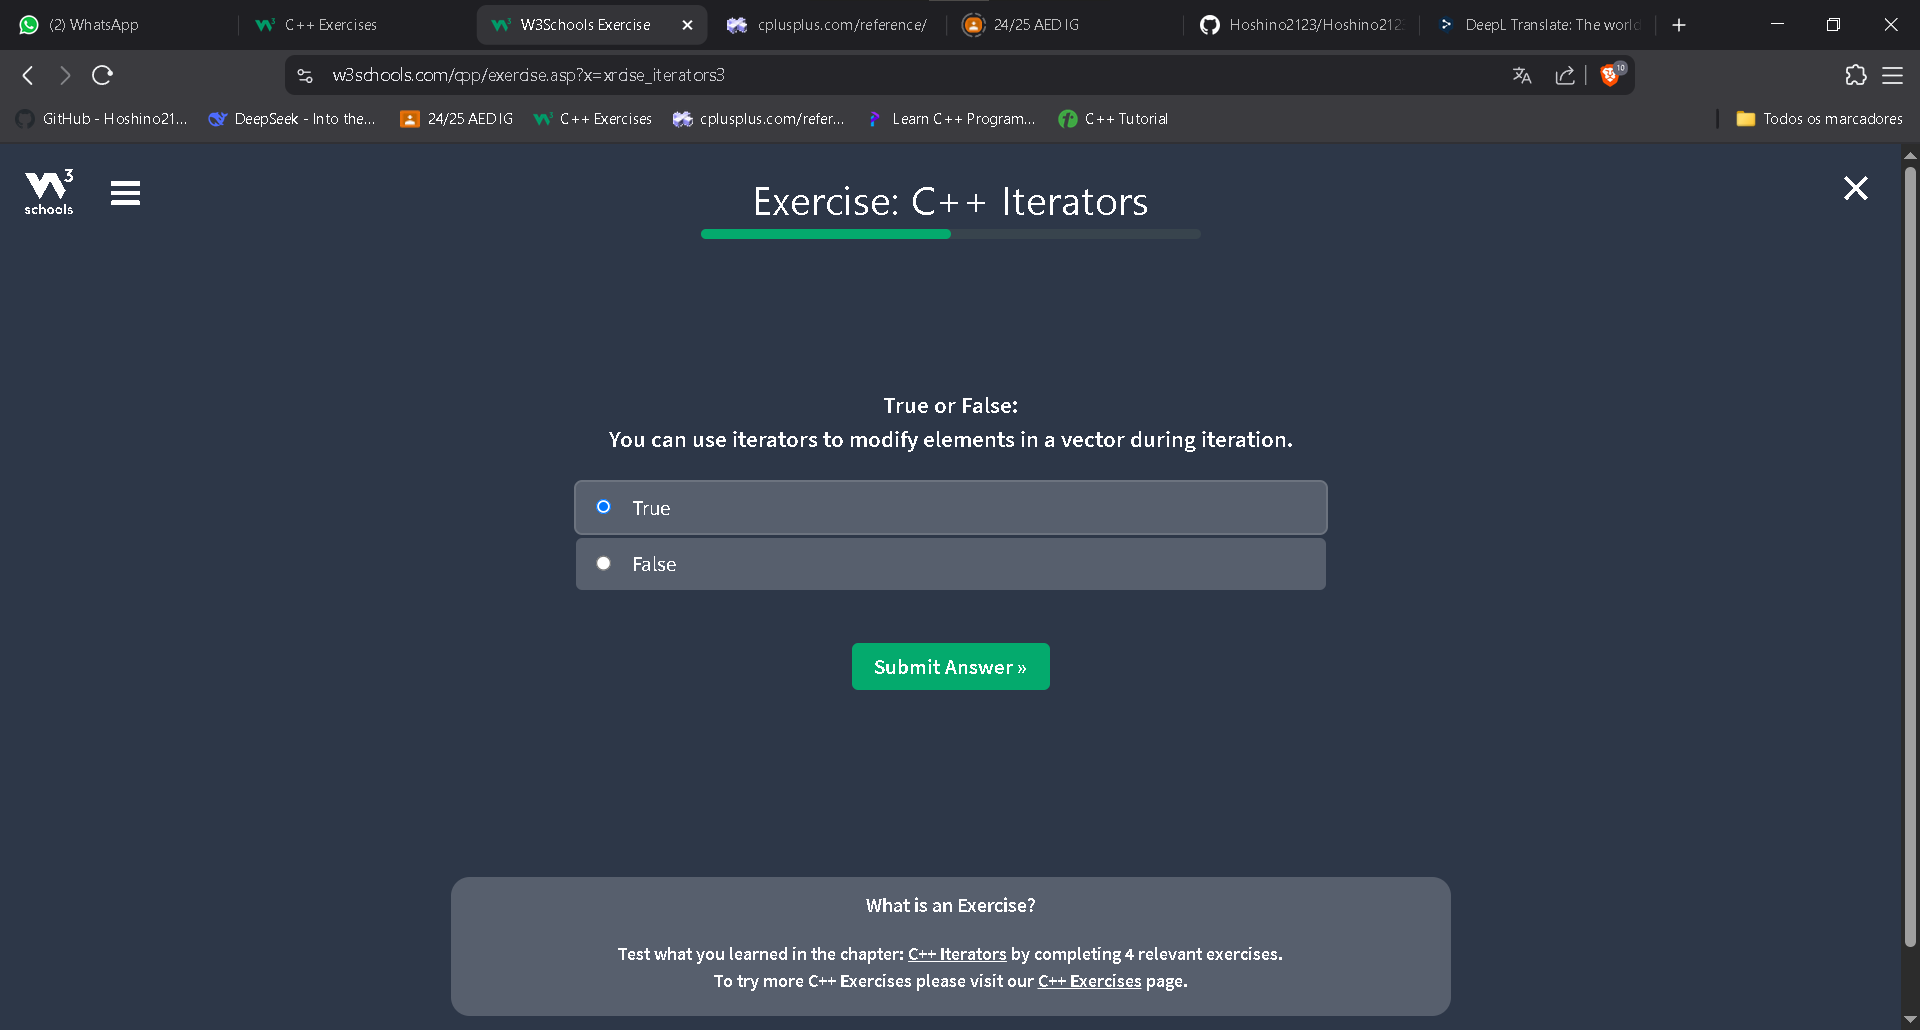 (2) WhatsApp
C++ Exercises
W3Schools Exercise
cplusplus.com/reference/
24/25 AED IG
Hoshino2123/Hoshino212
DeepL Translate: The world
w3schools.com/cpp/exercise.asp?x=xrcise_iterators3
10
GitHub - Hoshino21...
DeepSeek - Into the...
24/25 AED IG
C++ Exercises
cplusplus.com/refer...
Learn C++ Program...
C++ Tutorial
Todos os marcadores
W3
schools
Exercise: C++ Iterators
True or False:
You can use iterators to modify elements in a vector during iteration.
True
False
Submit Answer »
What is an Exercise?
Test what you learned in the chapter: C++ Iterators by completing 4 relevant exercises.
To try more C++ Exercises please visit our C++ Exercises page.